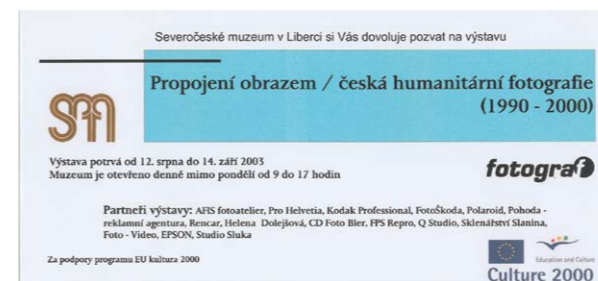 Severočeské muzeum v Liberci si Vás dovoluje pozvat na výstavu
Propojení obrazem / česká humanitární fotografie
(1990 - 2000)
sm
Výstava potrvá od 12. srpna do 14. září 2003
Muzeum je otevřeno denně mimo pondělí od 9 do 17 hodin
fotograf
Partneři výstavy: AFIS fotoatelier, Pro Helvetia, Kodak Professional, FotoŠkoda, Polaroid, Pohoda -
reklamní agentura, Rencar, Helena Dolejšová, CD Foto Bler, FPS Repro, Q Studio, Sklenářství Slanina,
Foto - Video, EPSON, Studio Sluka
Za podpory programu EU kultura 2000
Education and Culture
Culture 2000